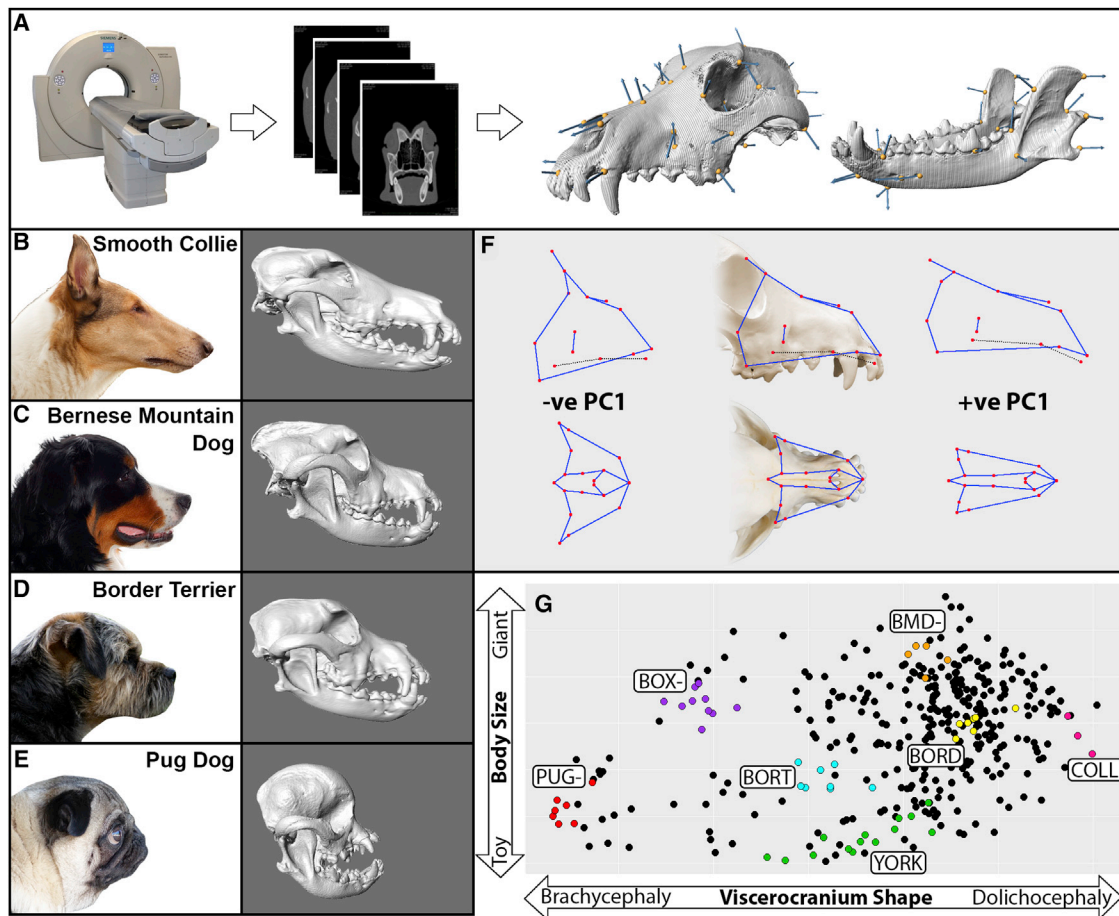 A
SIEMENS
B
Smooth Collie
C
Bernese Mountain
Dog
D
Border Terrier
E
Pug Dog
F
-ve PC1
+ve PC1
G
Giant
Body Size
Toy
BMD-
BOX-
BORD
COLL
PUG-
BORT
YORK
Brachycephaly
Viscerocranium Shape
Dolichocephaly